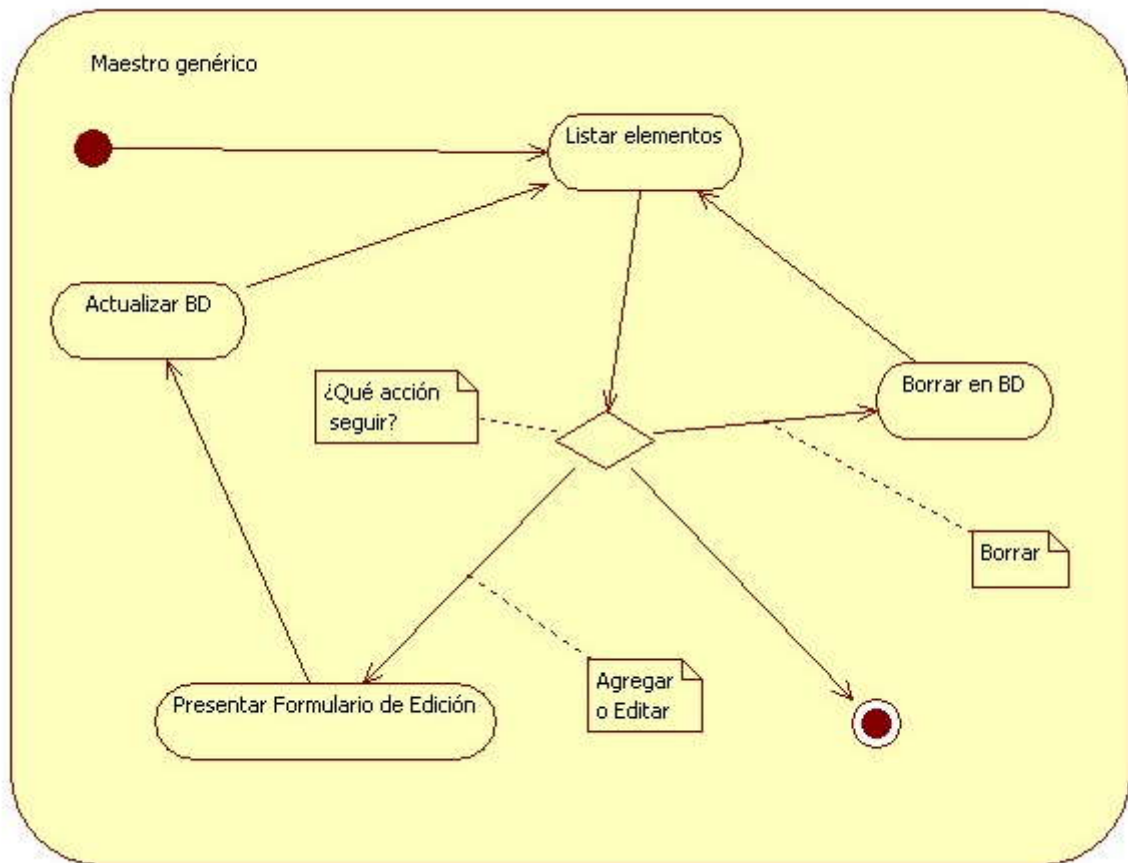 Maestro genérico
Listar elementos
Actualizar BD
¿Qué acción
seguir?
Borrar en BD
Borrar
Presentar Formulario de Edición
Agregar
o Editar